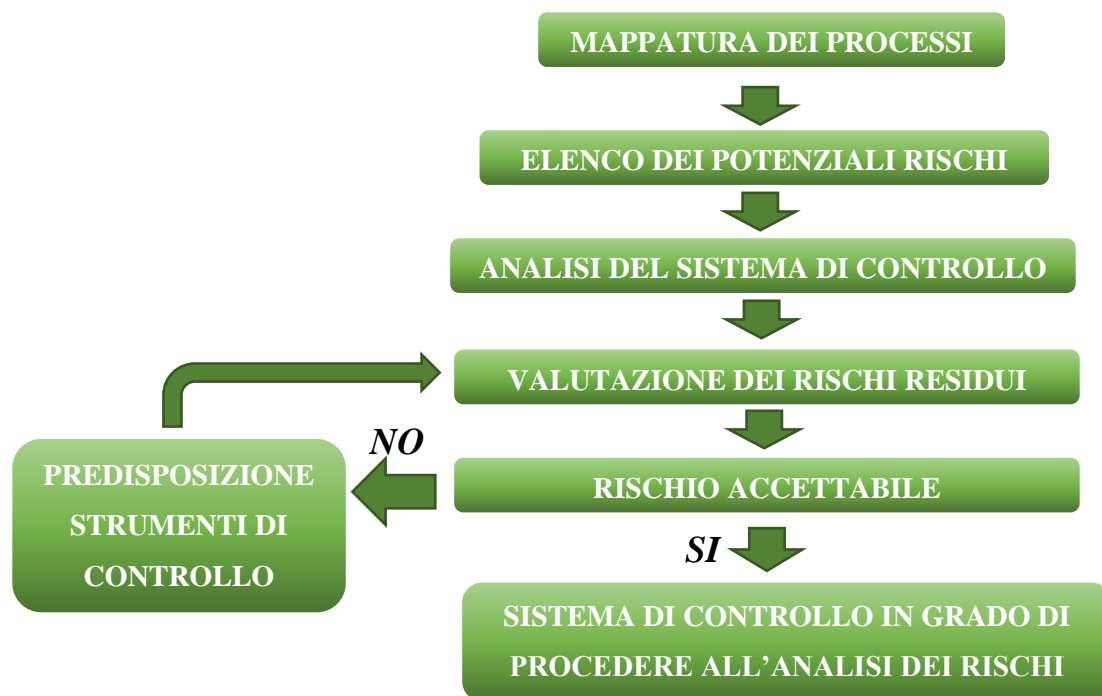 MAPPATURA DEI PROCESSI
ELENCO DEI POTENZIALI RISCHI
ANALISI DEL SISTEMA DI CONTROLLO
VALUTAZIONE DEI RISCHI RESIDUI
NO
PREDISPOSIZIONE
STRUMENTI DI
CONTROLLO
RISCHIO ACCETTABILE
SI
SISTEMA DI CONTROLLO IN GRADO DI
PROCEDERE ALL’ANALISI DEI RISCHI